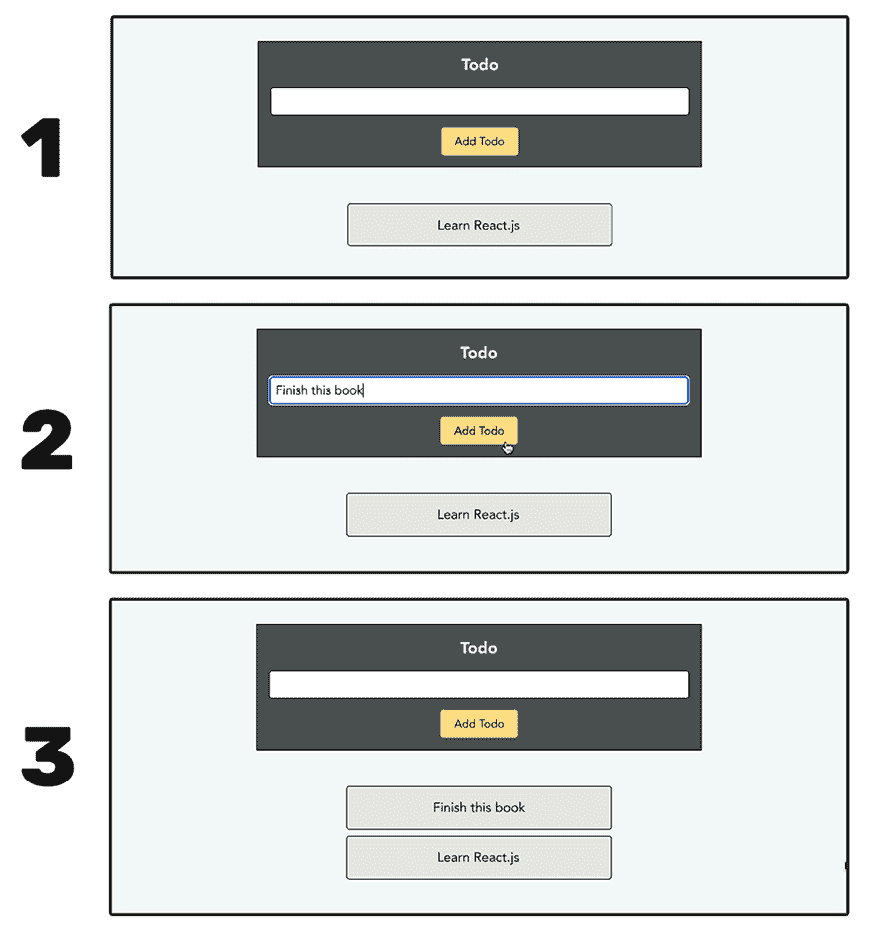 1
Todo
Add Todo
Learn React.js
2
Todo
Finish this book
Add Todo
Learn React.js
3
Todo
Add Todo
Finish this book
Learn React.js